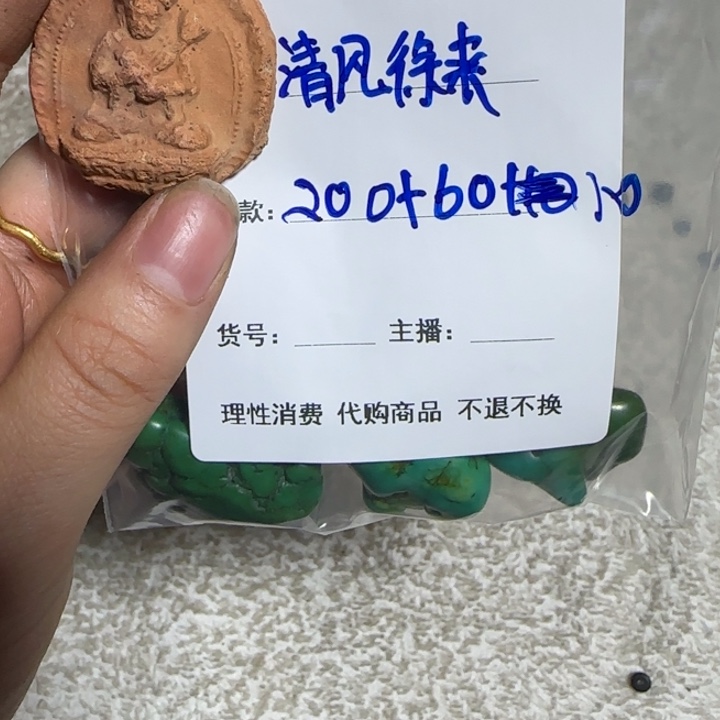 清风徐来
款: 200+60+120
货号: 主播:
理性消费 代购商品 不退不换